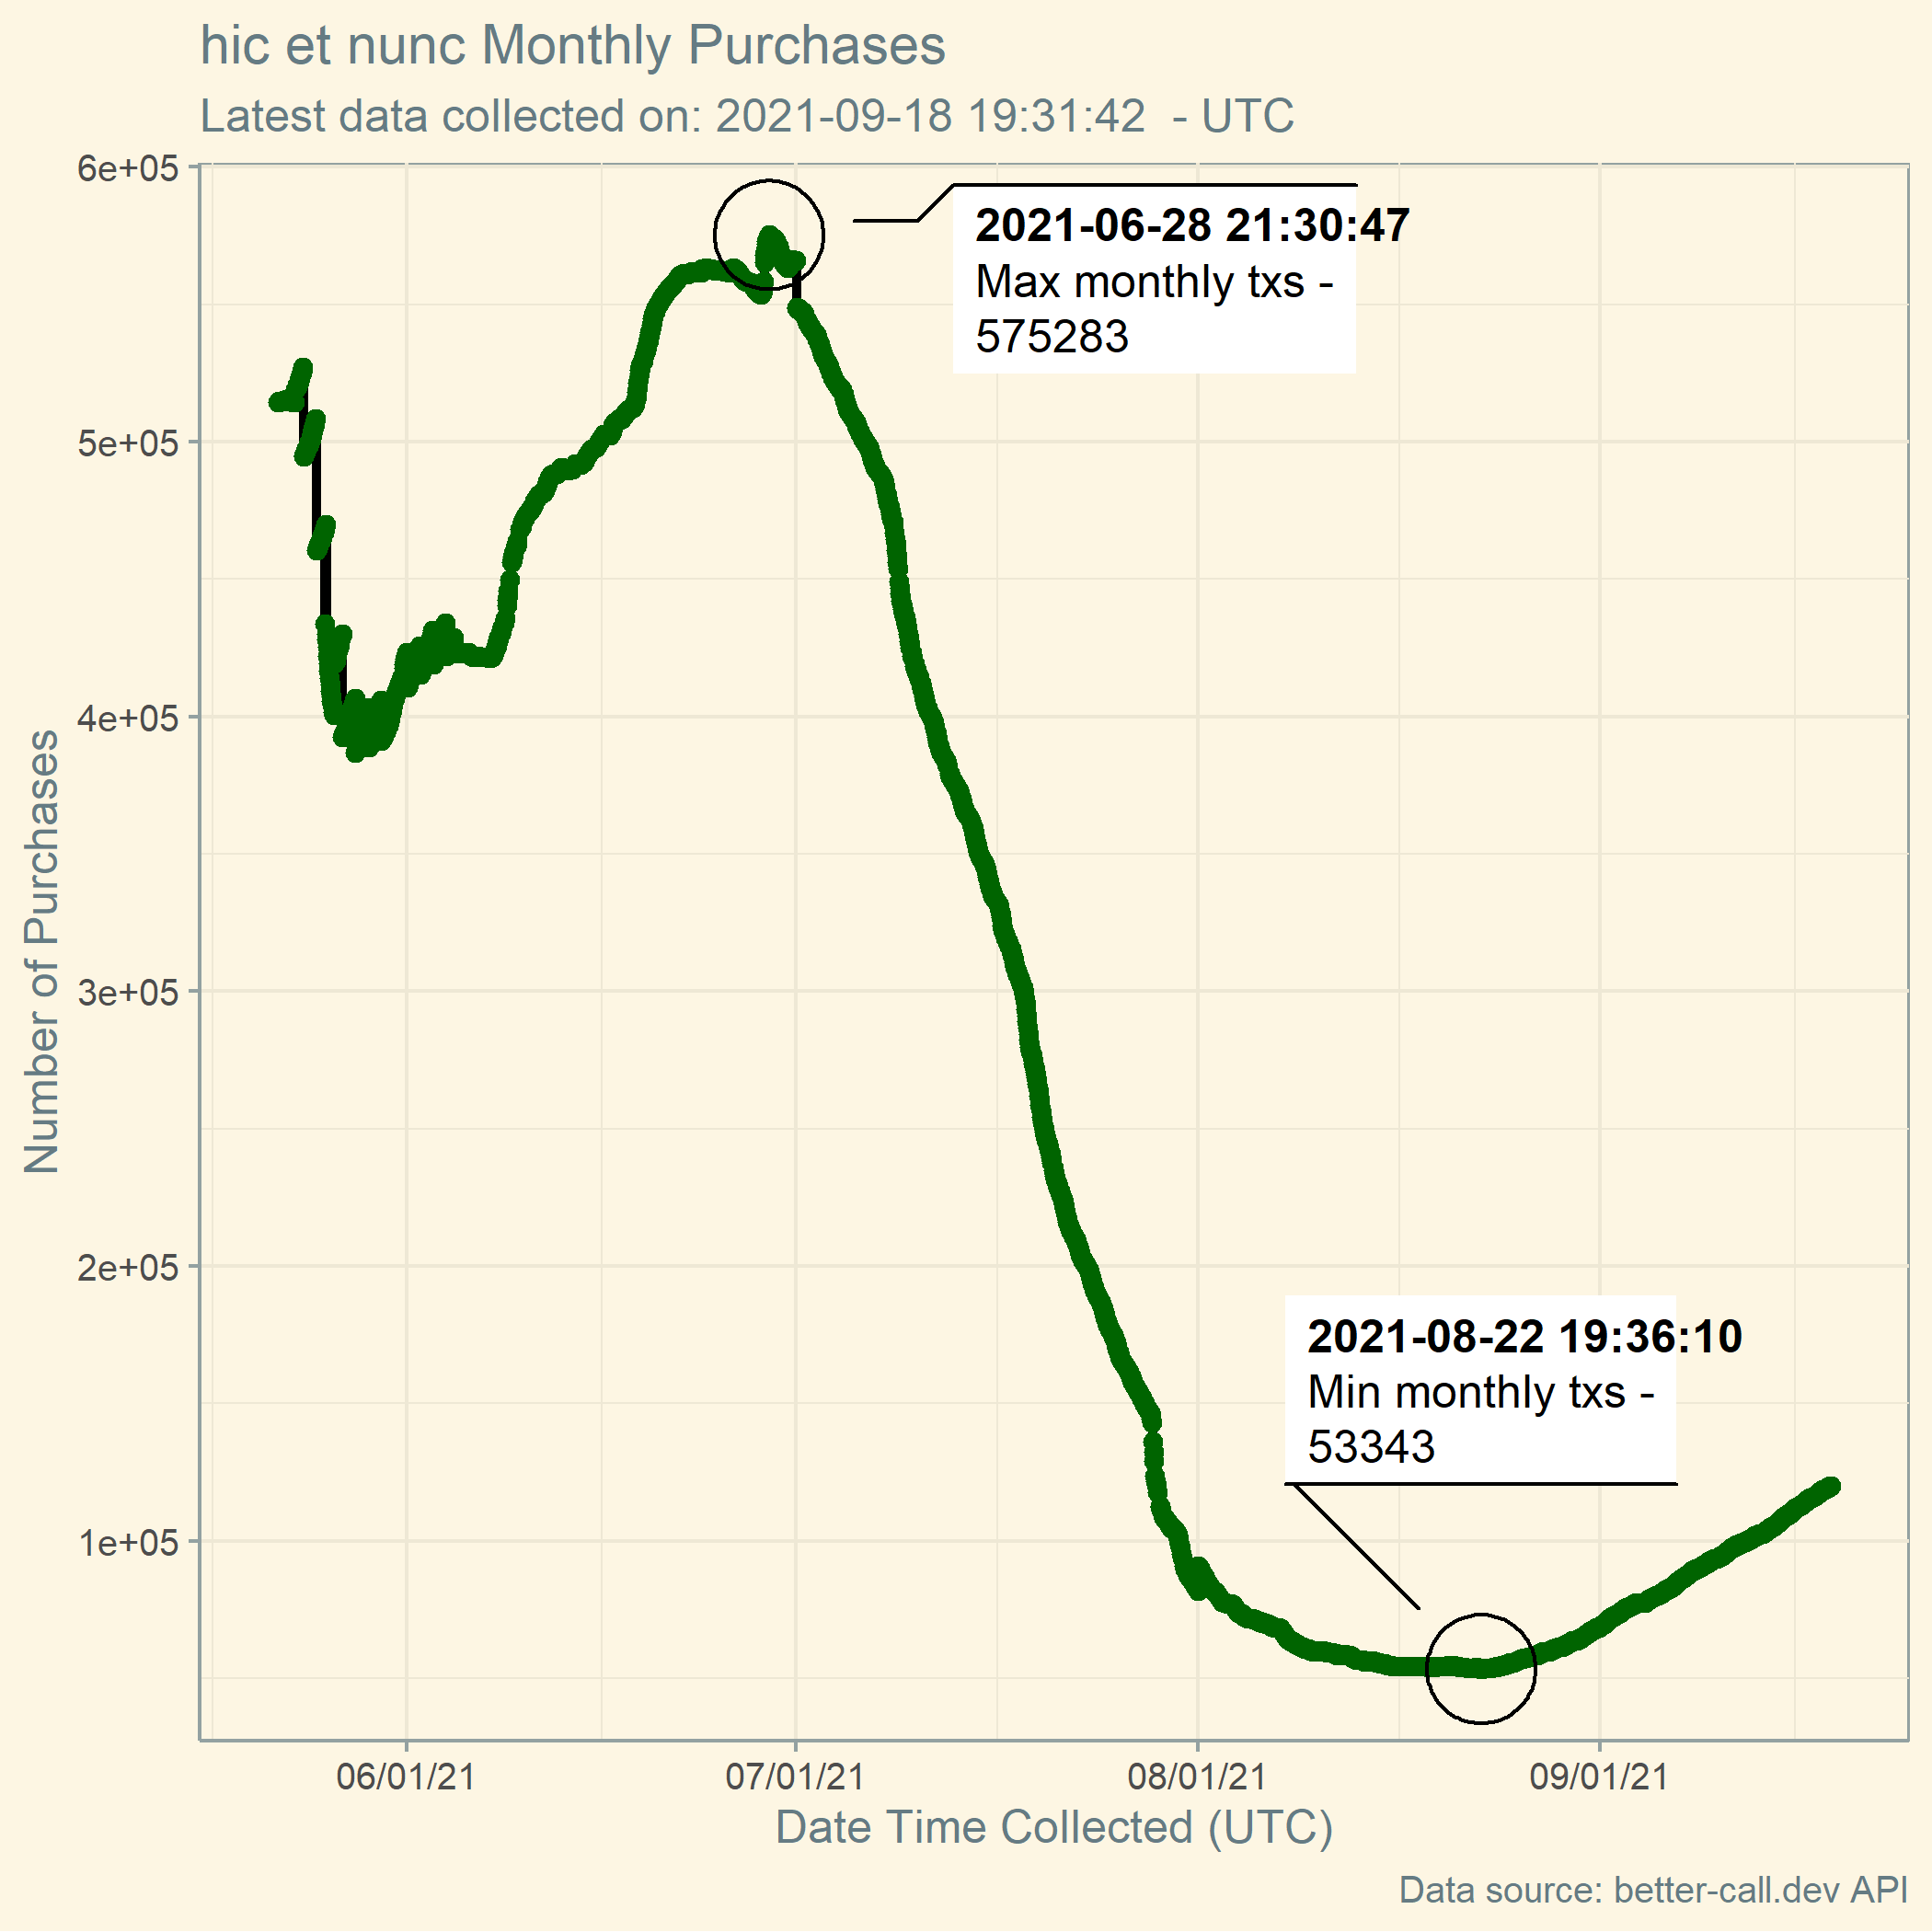 hic et nunc Monthly Purchases
Latest data collected on: 2021-09-18 19:31:42  - UTC
6e+05
5e+05
4e+05
3e+05
2e+05
1e+05
Number of Purchases
2021-06-28 21:30:47
Max monthly txs -
575283
2021-08-22 19:36:10
Min monthly txs -
53343
06/01/21
07/01/21
08/01/21
09/01/21
Date Time Collected (UTC)
Data source: better-call.dev API